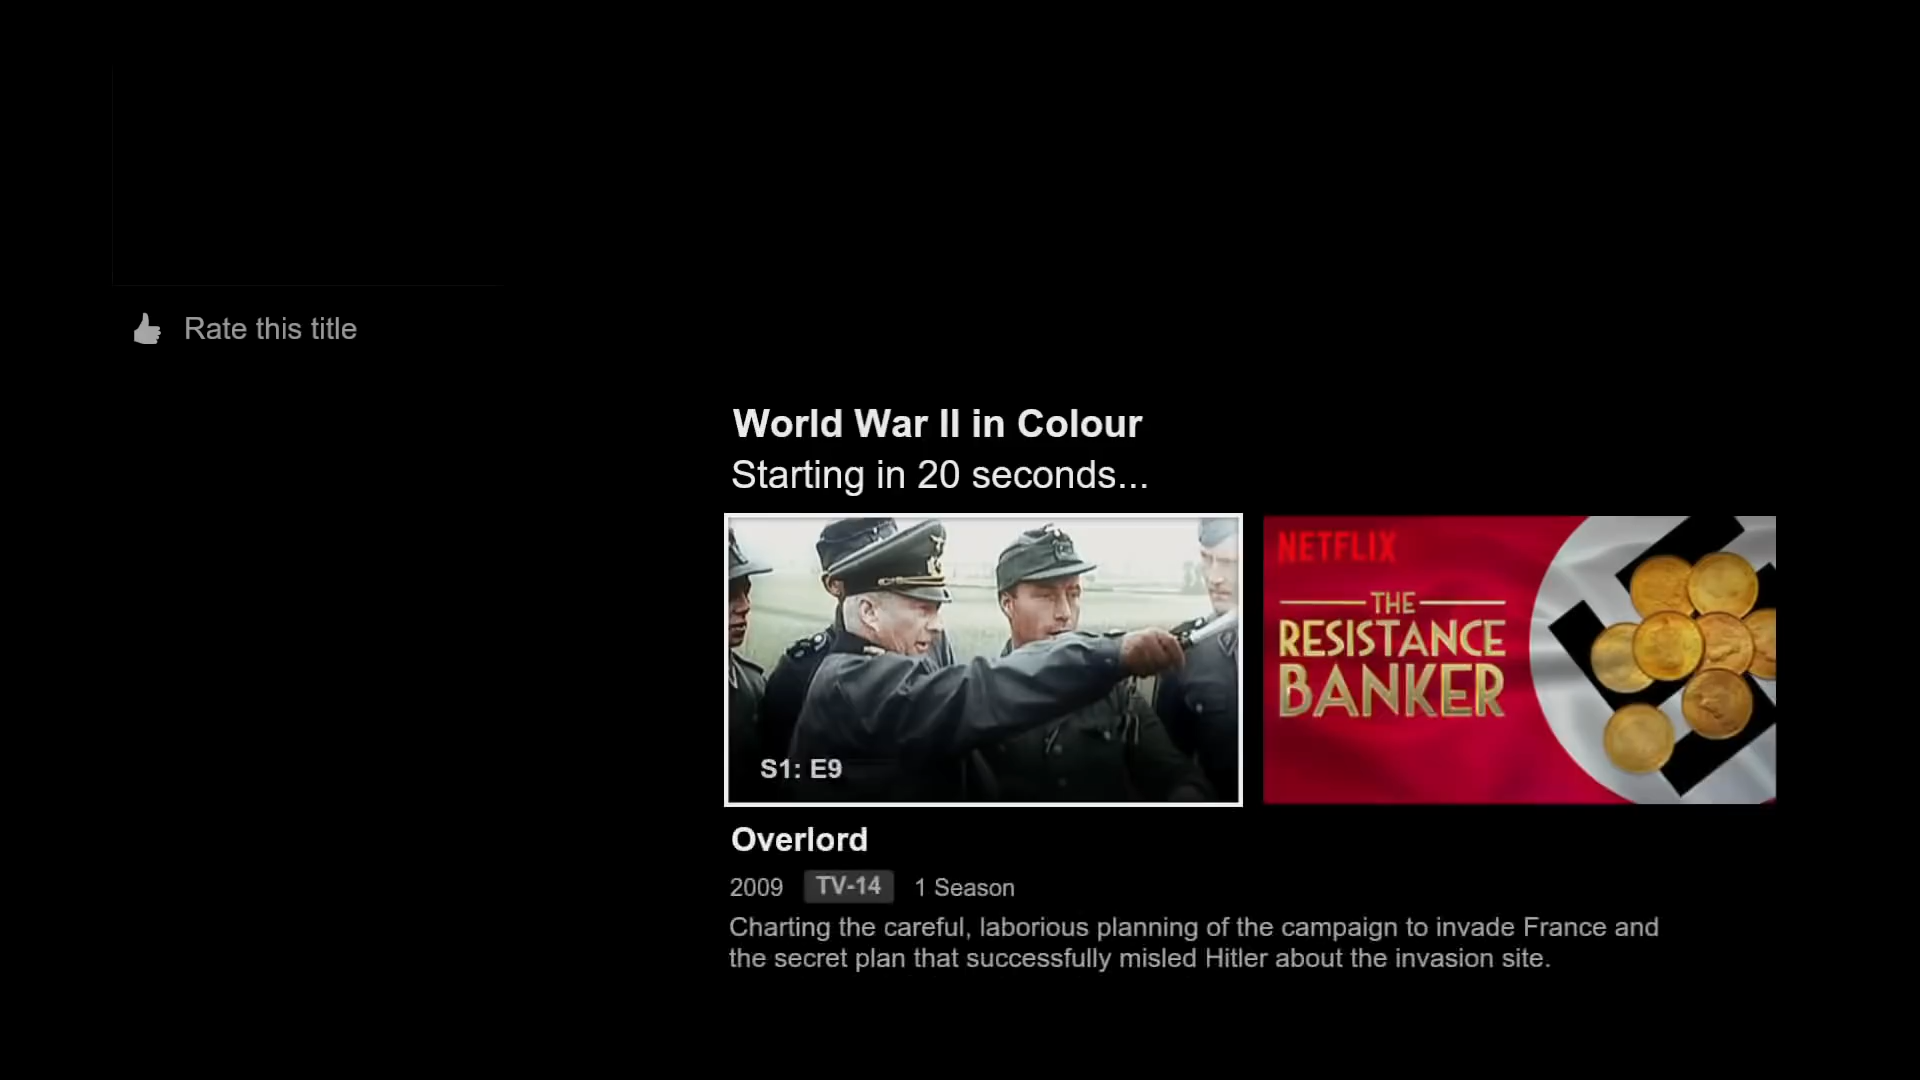 Rate this title
World War II in Colour
Starting in 20 seconds...
S1: E9
NETFLIX
THE
RESISTANCE
BANKER
Overlord
2009 TV-14 1 Season
Charting the careful, laborious planning of the campaign to invade France and
the secret plan that successfully misled Hitler about the invasion site.